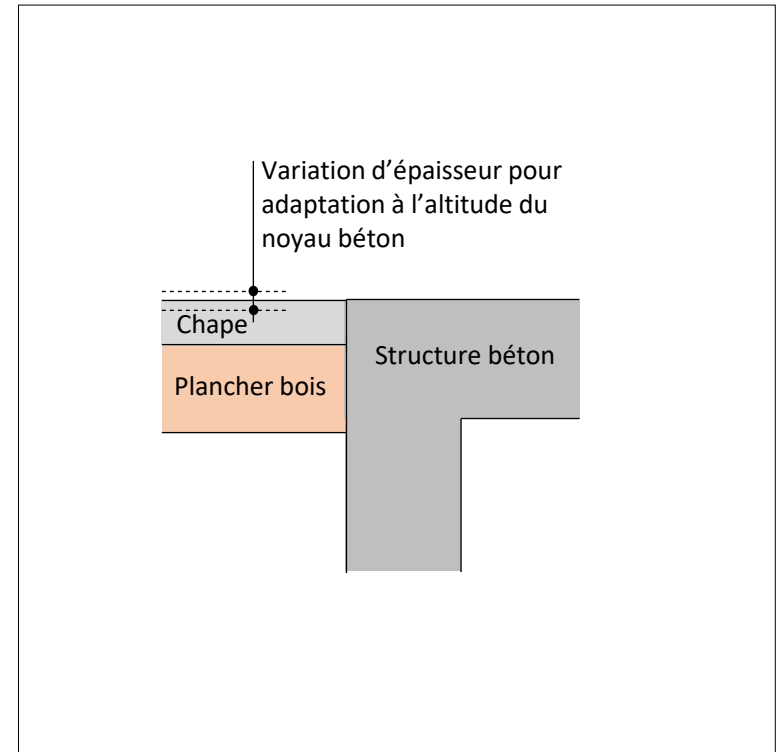 Variation d’épaisseur pour
adaptation à l’altitude du
noyau béton
Chape
Structure béton
Plancher bois